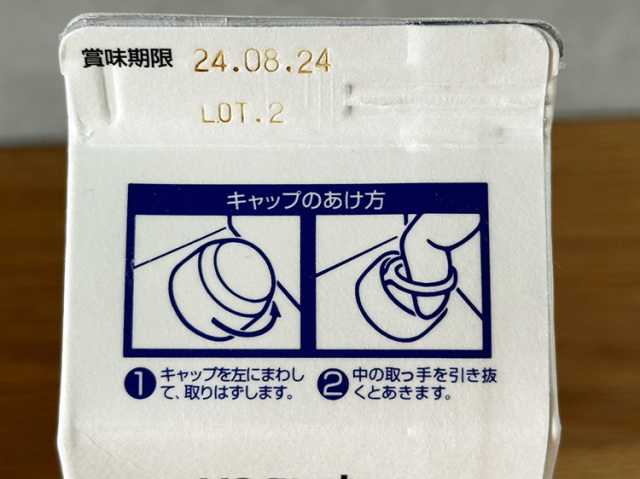 賞味期限 24.08.24
LOT.2
キャップのあけ方
1 キャップを左にまわし
て、取りはずします。
2 中の取っ手を引き抜
くとあきます。